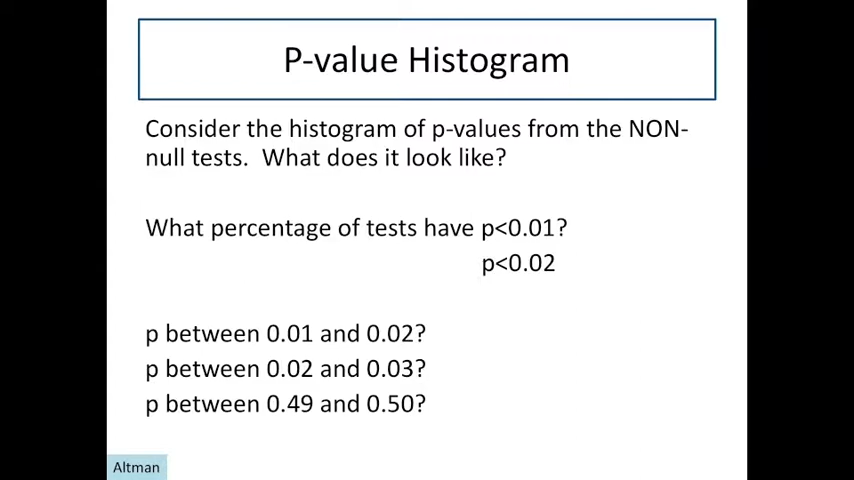 P-value Histogram
Consider the histogram of p-values from the NON-
null tests.  What does it look like?
What percentage of tests have p<0.01?
p<0.02
p between 0.01 and 0.02?
p between 0.02 and 0.03?
p between 0.49 and 0.50?
Altman